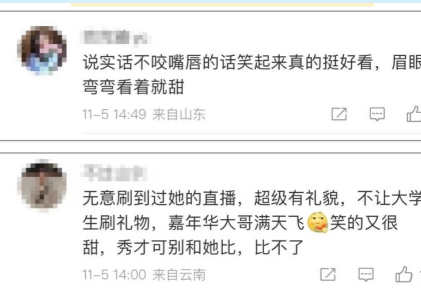 说实话不咬嘴唇的话笑起来真的挺好看，眉眼
弯弯看着就甜
11-5 14:49 来自山东
无意刷到过她的直播，超级有礼貌，不让大学
生刷礼物，嘉年华大哥满天飞🤔笑的又很
甜，秀才可别和她比，比不了
11-5 14:00 来自云南